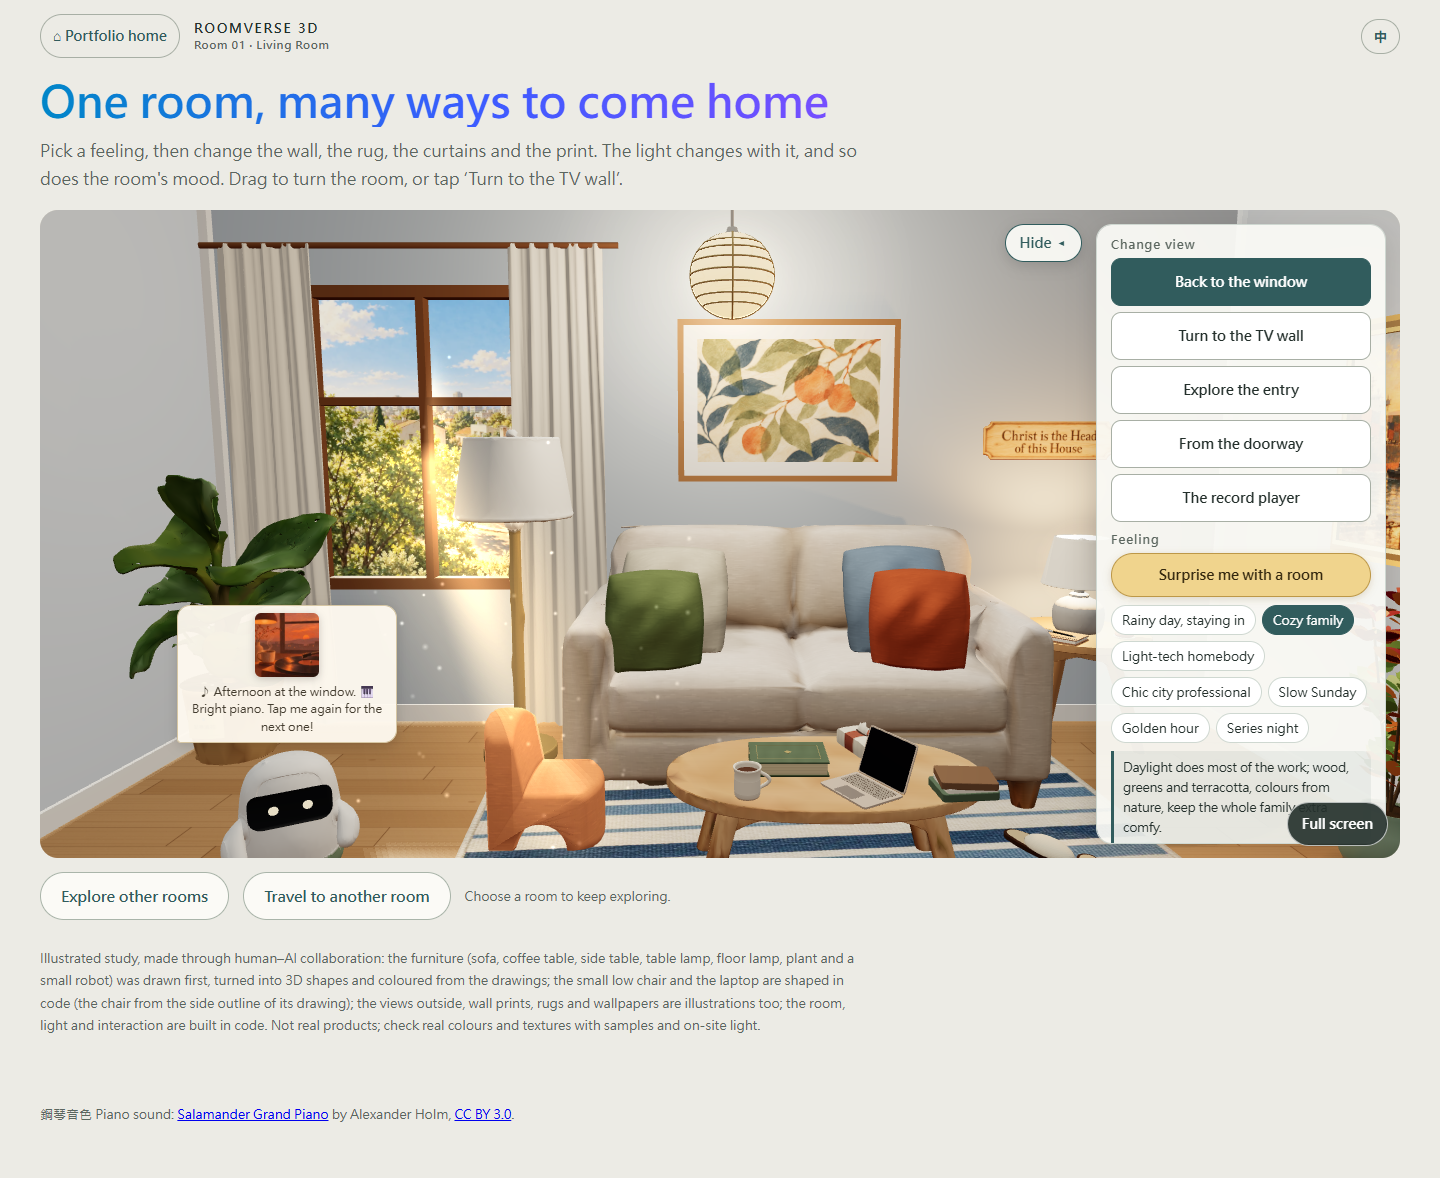 ⌂ Portfolio home
ROOMVERSE 3D
Room 01 · Living Room
中
One room, many ways to come home
Pick a feeling, then change the wall, the rug, the curtains and the print. The light changes with it, and so
does the room's mood. Drag to turn the room, or tap ‘Turn to the TV wall’.
Hide ◂
Change view
Back to the window
Turn to the TV wall
Explore the entry
From the doorway
The record player
Christ is the Head
of this House
Feeling
Surprise me with a room
Rainy day, staying in
Cozy family
Light-tech homebody
Chic city professional
Slow Sunday
Golden hour
Series night
Daylight does most of the work; wood,
greens and terracotta, colours from
nature, keep the whole family extra
comfy.
Full screen
♪ Afternoon at the window. 🎹
Bright piano. Tap me again for the
next one!
Explore other rooms
Travel to another room
Choose a room to keep exploring.
Illustrated study, made through human–AI collaboration: the furniture (sofa, coffee table, side table, table lamp, floor lamp, plant and a
small robot) was drawn first, turned into 3D shapes and coloured from the drawings; the small low chair and the laptop are shaped in
code (the chair from the side outline of its drawing); the views outside, wall prints, rugs and wallpapers are illustrations too; the room,
light and interaction are built in code. Not real products; check real colours and textures with samples and on-site light.
鋼琴音色 Piano sound: Salamander Grand Piano by Alexander Holm, CC BY 3.0.